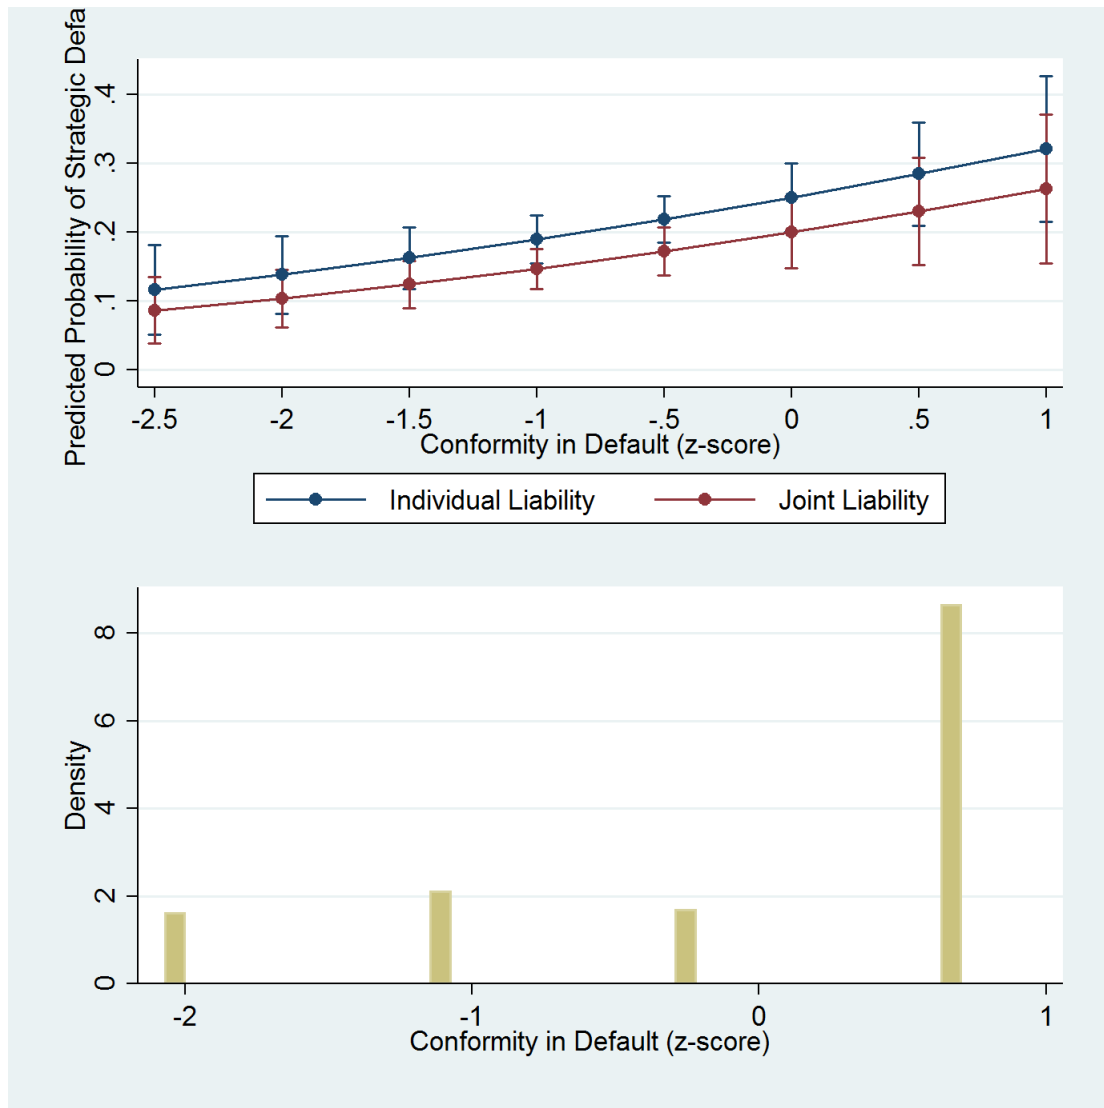 Predicted Probability of Strategic Defa
.4
.3
.2
.1
0
-2.5 -2 -1.5 -1 -.5 0 .5 1
Conformity in Default (z-score)
Individual Liability Joint Liability
Density
8
6
4
2
0
-2 -1 0 1
Conformity in Default (z-score)